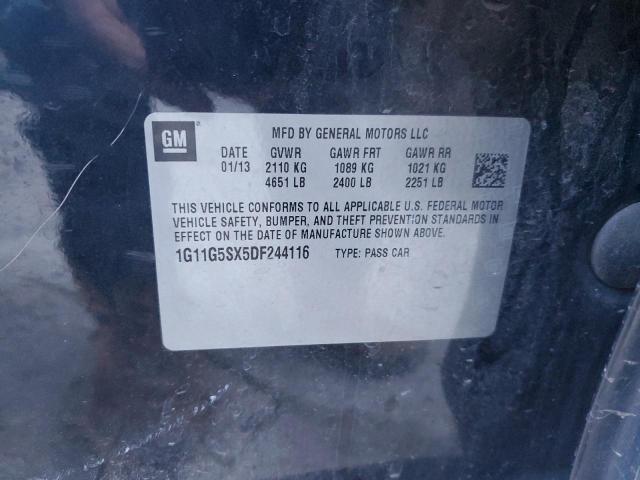 GM®
MFD BY GENERAL MOTORS LLC
DATE GVWR GAWR FRT GAWR RR
01/13 2110 KG 1089 KG 1021 KG
4651 LB 2400 LB 2251 LB
THIS VEHICLE CONFORMS TO ALL APPLICABLE U.S. FEDERAL MOTOR
VEHICLE SAFETY, BUMPER, AND THEFT PREVENTION STANDARDS IN
EFFECT ON THE DATE OF MANUFACTURE SHOWN ABOVE.
1G11G5SX5DF244116 TYPE: PASS CAR